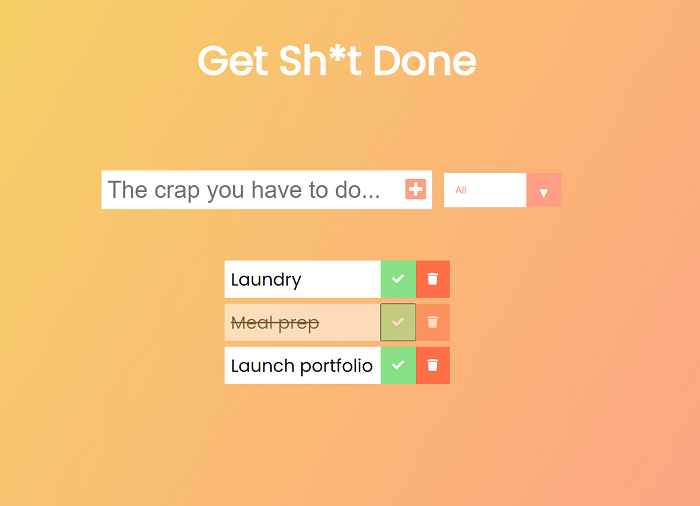 Get Sh*t Done
The crap you have to do...
All
Laundry
Meal prep
Launch portfolio